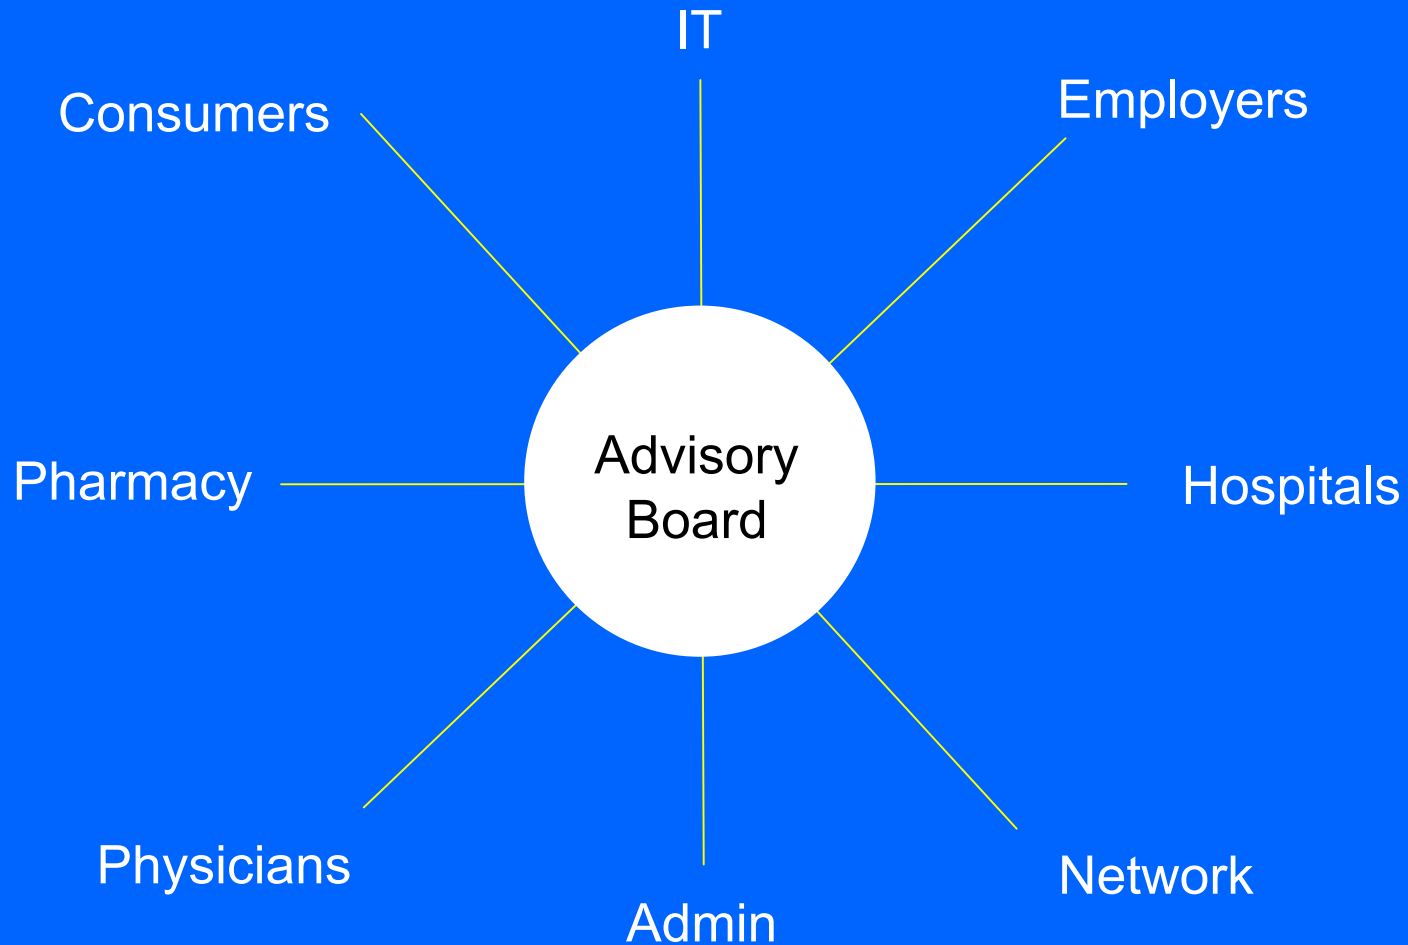 IT
Consumers
Employers
Advisory
Board
Pharmacy
Hospitals
Physicians
Network
Admin